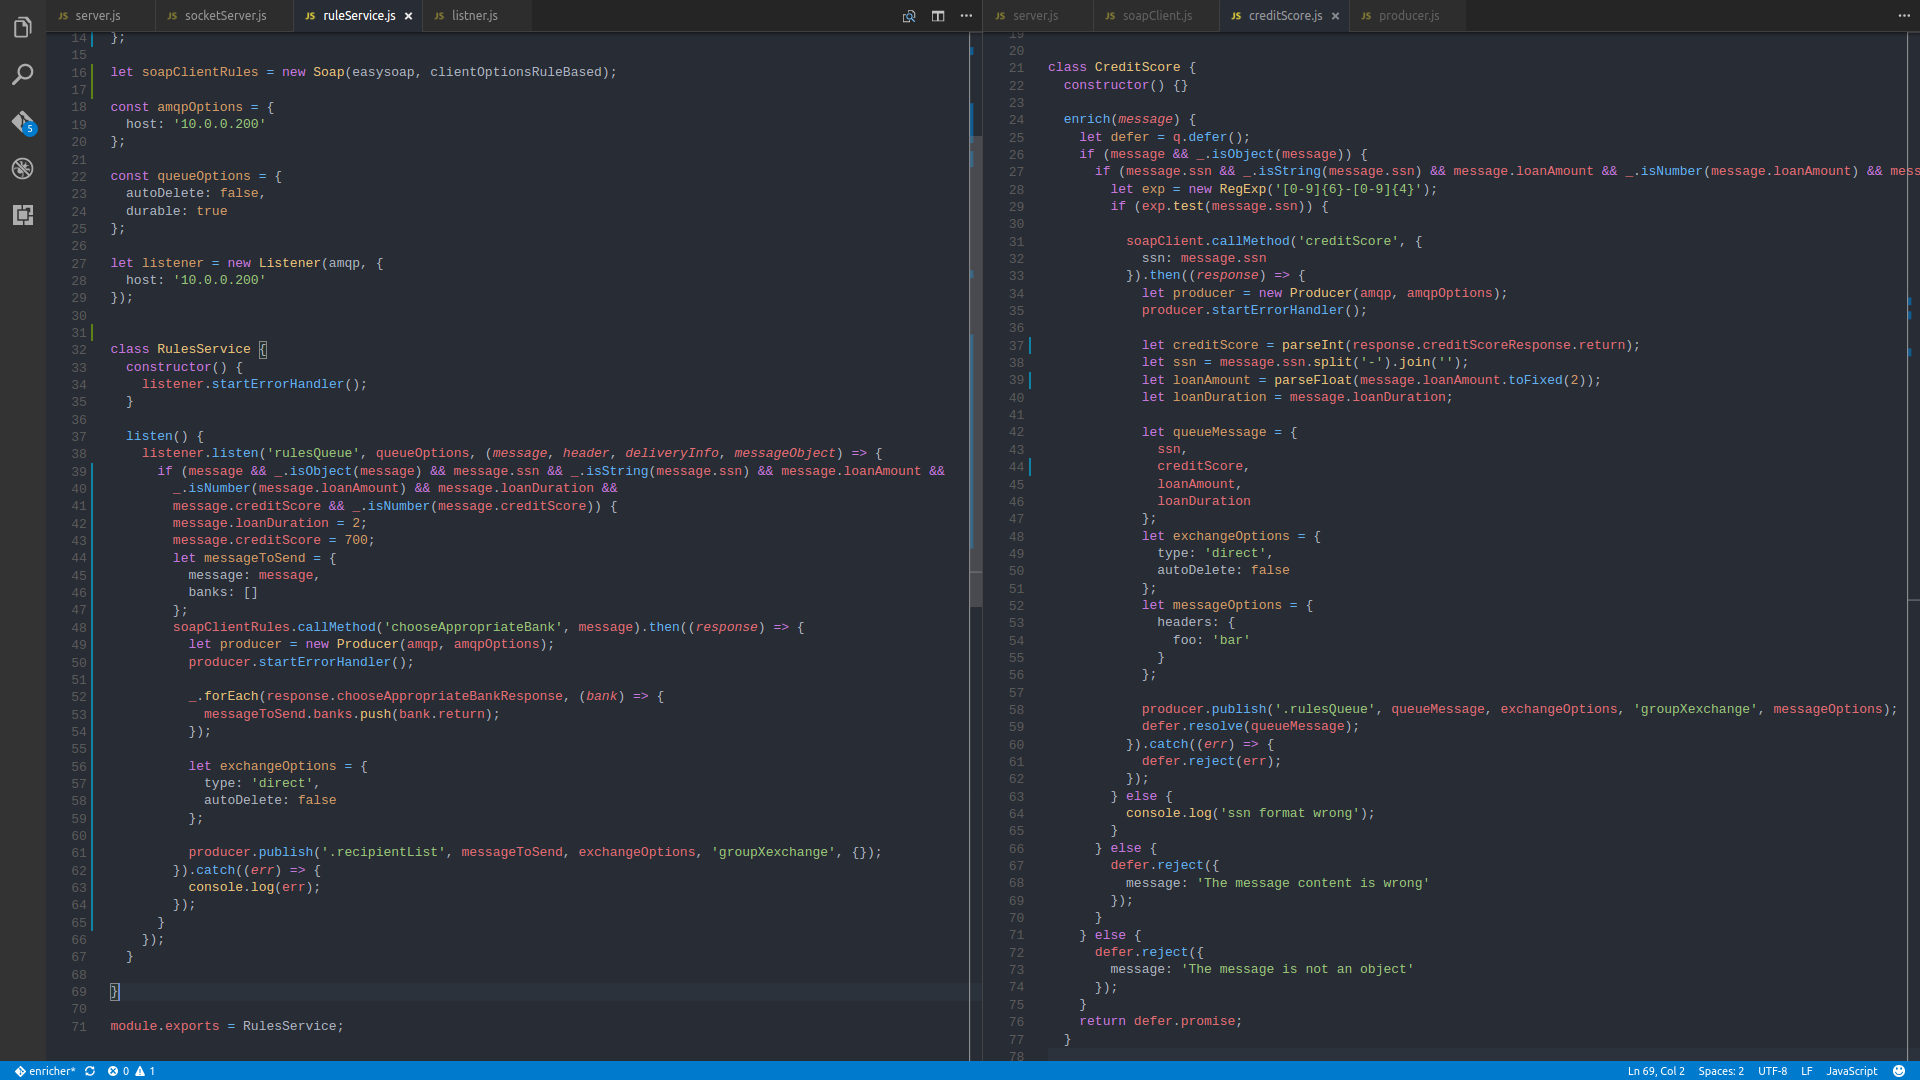 JS server.js JS socketServer.js JS ruleService.js × JS listner.js
14 };
15
16 let soapClientRules = new Soap(easysoap, clientOptionsRuleBased);
17
18 const amqpOptions = {
19   host: '10.0.0.200'
20 };
21
22 const queueOptions = {
23   autoDelete: false,
24   durable: true
25 };
26
27 let listener = new Listener(amqp, {
28   host: '10.0.0.200'
29 });
30
31
32 class RulesService {
33   constructor() {
34     listener.startErrorHandler();
35   }
36
37   listen() {
38     listener.listen('rulesQueue', queueOptions, (message, header, deliveryInfo, messageObject) => {
39       if (message && _.isObject(message) && message.ssn && _.isString(message.ssn) && message.loanAmount &&
40         _.isNumber(message.loanAmount) && message.loanDuration &&
41         message.creditScore && _.isNumber(message.creditScore)) {
42         message.loanDuration = 2;
43         message.creditScore = 700;
44         let messageToSend = {
45           message: message,
46           banks: []
47         };
48         soapClientRules.callMethod('chooseAppropriateBank', message).then((response) => {
49           let producer = new Producer(amqp, amqpOptions);
50           producer.startErrorHandler();
51
52           _.forEach(response.chooseAppropriateBankResponse, (bank) => {
53             messageToSend.banks.push(bank.return);
54           });
55
56           let exchangeOptions = {
57             type: 'direct',
58             autoDelete: false
59           };
60
61           producer.publish('.recipientList', messageToSend, exchangeOptions, 'groupXexchange', {});
62         }).catch((err) => {
63           console.log(err);
64         });
65       }
66     });
67   }
68
69 }
70
71 module.exports = RulesService;
JS server.js JS soapClient.js JS creditScore.js × JS producer.js
19
20
21 class CreditScore {
22   constructor() {}
23
24   enrich(message) {
25     let defer = q.defer();
26     if (message && _.isObject(message)) {
27       if (message.ssn && _.isString(message.ssn) && message.loanAmount && _.isNumber(message.loanAmount) && mess
28         let exp = new RegExp('[0-9]{6}-[0-9]{4}');
29         if (exp.test(message.ssn)) {
30
31           soapClient.callMethod('creditScore', {
32             ssn: message.ssn
33           }).then((response) => {
34             let producer = new Producer(amqp, amqpOptions);
35             producer.startErrorHandler();
36
37             let creditScore = parseInt(response.creditScoreResponse.return);
38             let ssn = message.ssn.split('-').join('');
39             let loanAmount = parseFloat(message.loanAmount.toFixed(2));
40             let loanDuration = message.loanDuration;
41
42             let queueMessage = {
43               ssn,
44               creditScore,
45               loanAmount,
46               loanDuration
47             };
48             let exchangeOptions = {
49               type: 'direct',
50               autoDelete: false
51             };
52             let messageOptions = {
53               headers: {
54                 foo: 'bar'
55               }
56             };
57
58             producer.publish('.rulesQueue', queueMessage, exchangeOptions, 'groupXexchange', messageOptions);
59             defer.resolve(queueMessage);
60           }).catch((err) => {
61             defer.reject(err);
62           });
63         } else {
64           console.log('ssn format wrong');
65         }
66       } else {
67         defer.reject({
68           message: 'The message content is wrong'
69         });
70       }
71     } else {
72       defer.reject({
73         message: 'The message is not an object'
74       });
75     }
76     return defer.promise;
77   }
78
5
enricher* 0 1 Ln 69, Col 2 Spaces: 2 UTF-8 LF JavaScript